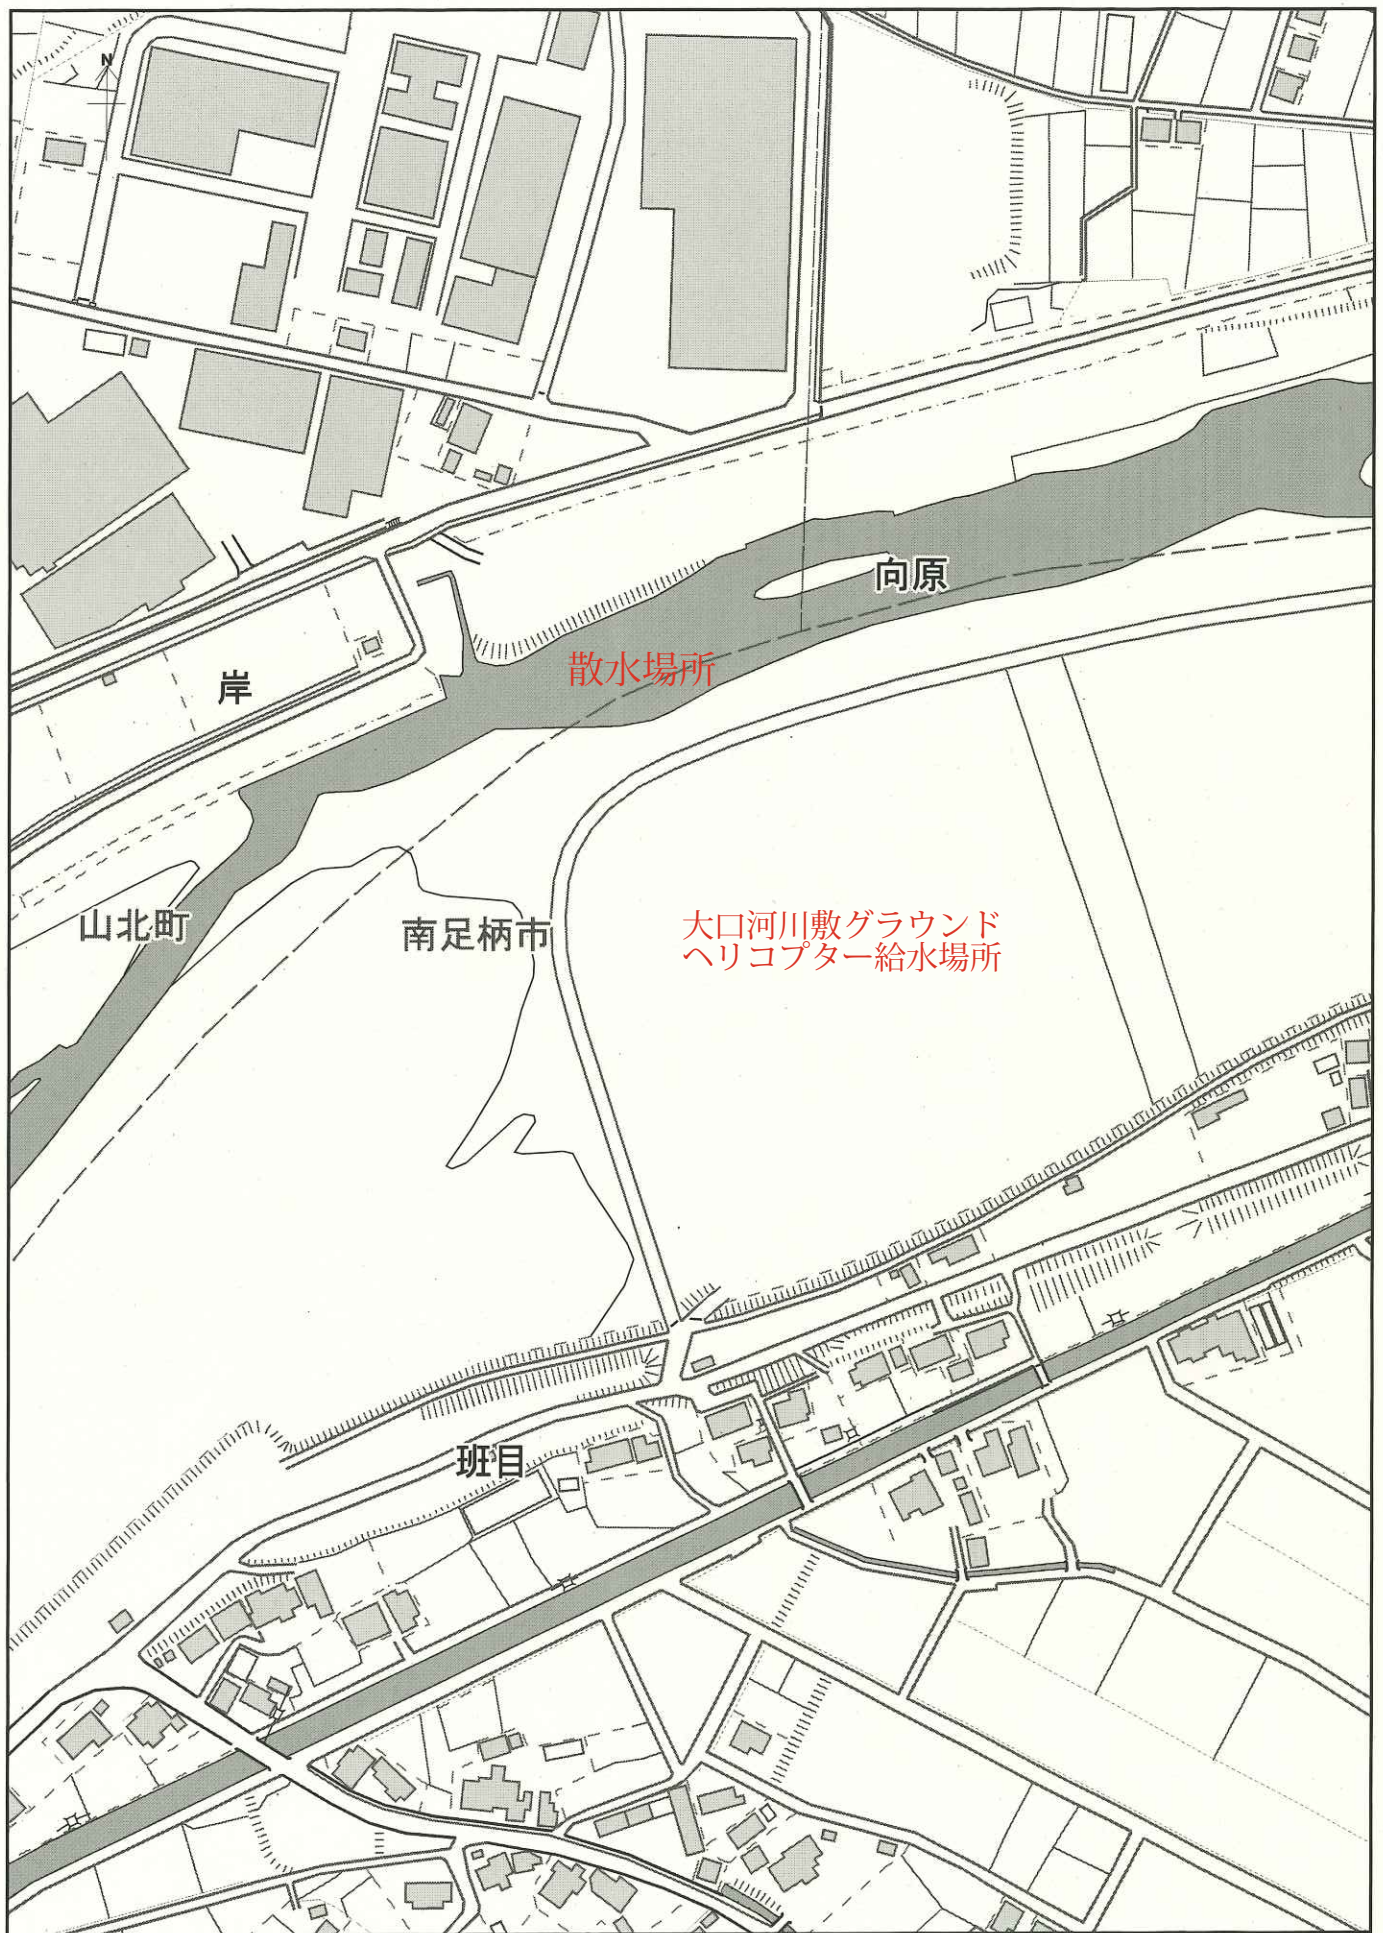 N
向原
散水場所
岸
山北町
南足柄市
大口河川敷グラウンド
ヘリコプター給水場所
班目